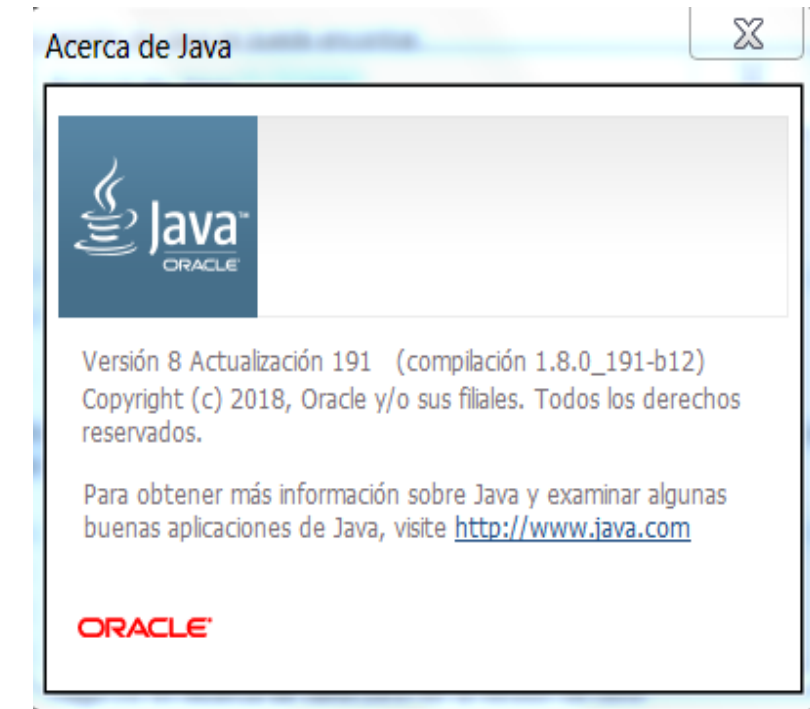 Acerca de Java
Java™
ORACLE
Versión 8 Actualización 191 (compilación 1.8.0_191-b12)
Copyright (c) 2018, Oracle y/o sus filiales. Todos los derechos
reservados.
Para obtener más información sobre Java y examinar algunas
buenas aplicaciones de Java, visite http://www.java.com
ORACLE